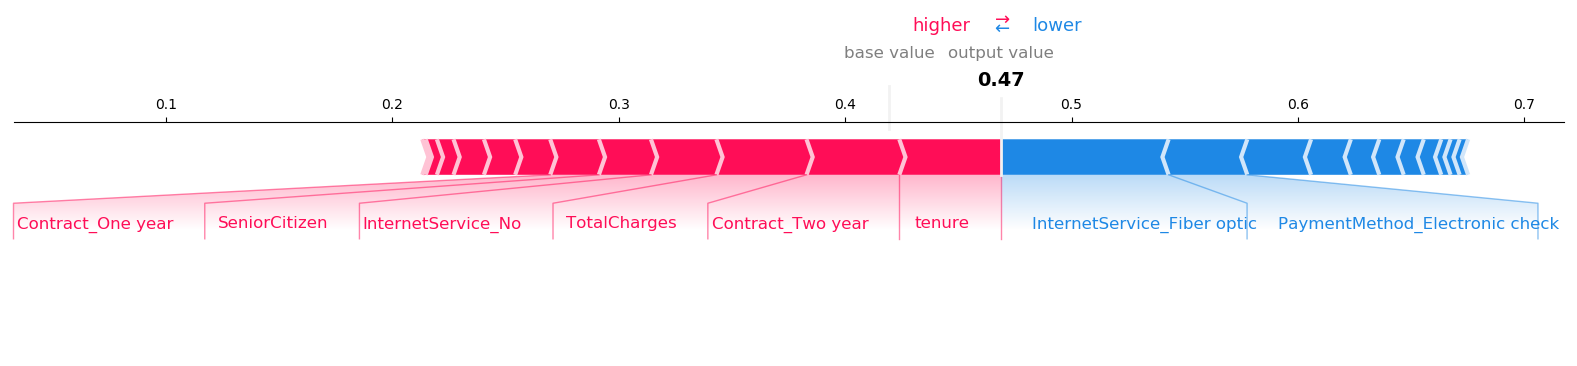 higher ⇄ lower
base value output value
0.47
0.1 0.2 0.3 0.4 0.5 0.6 0.7
Contract_One year SeniorCitizen InternetService_No TotalCharges Contract_Two year tenure InternetService_Fiber optic PaymentMethod_Electronic check